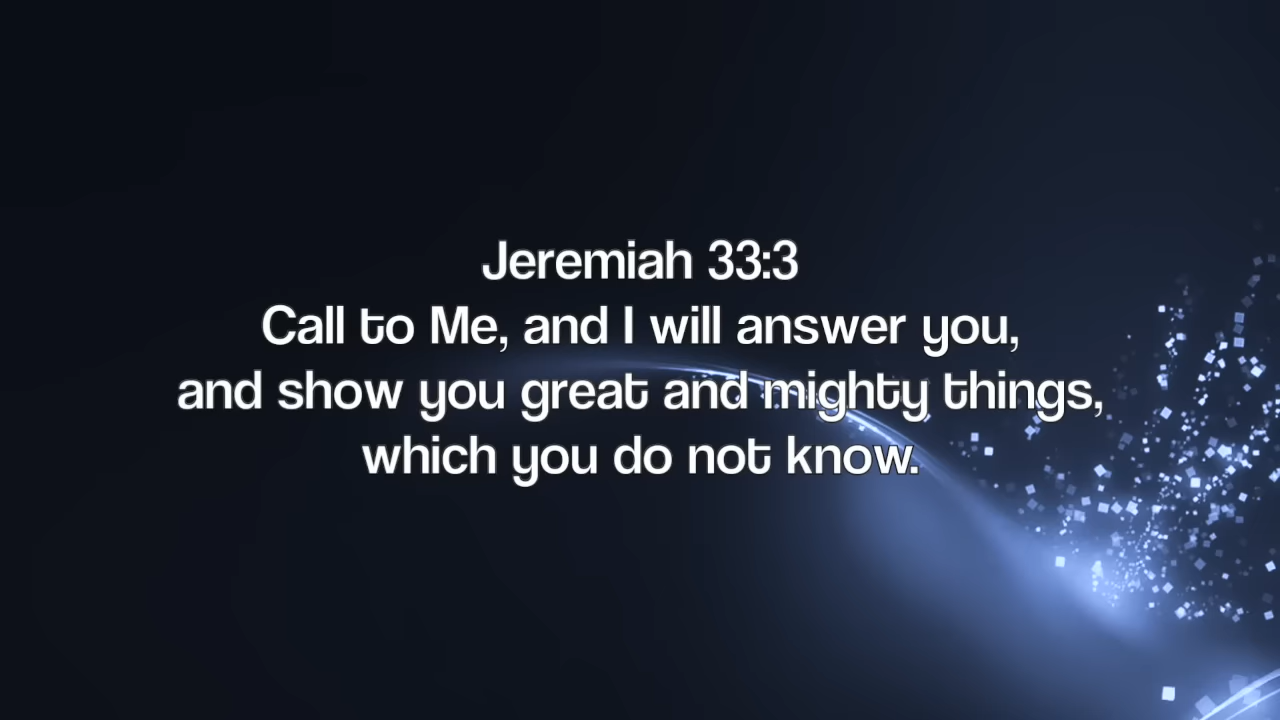 Jeremiah 33:3
Call to Me, and I will answer you,
and show you great and mighty things,
which you do not know.